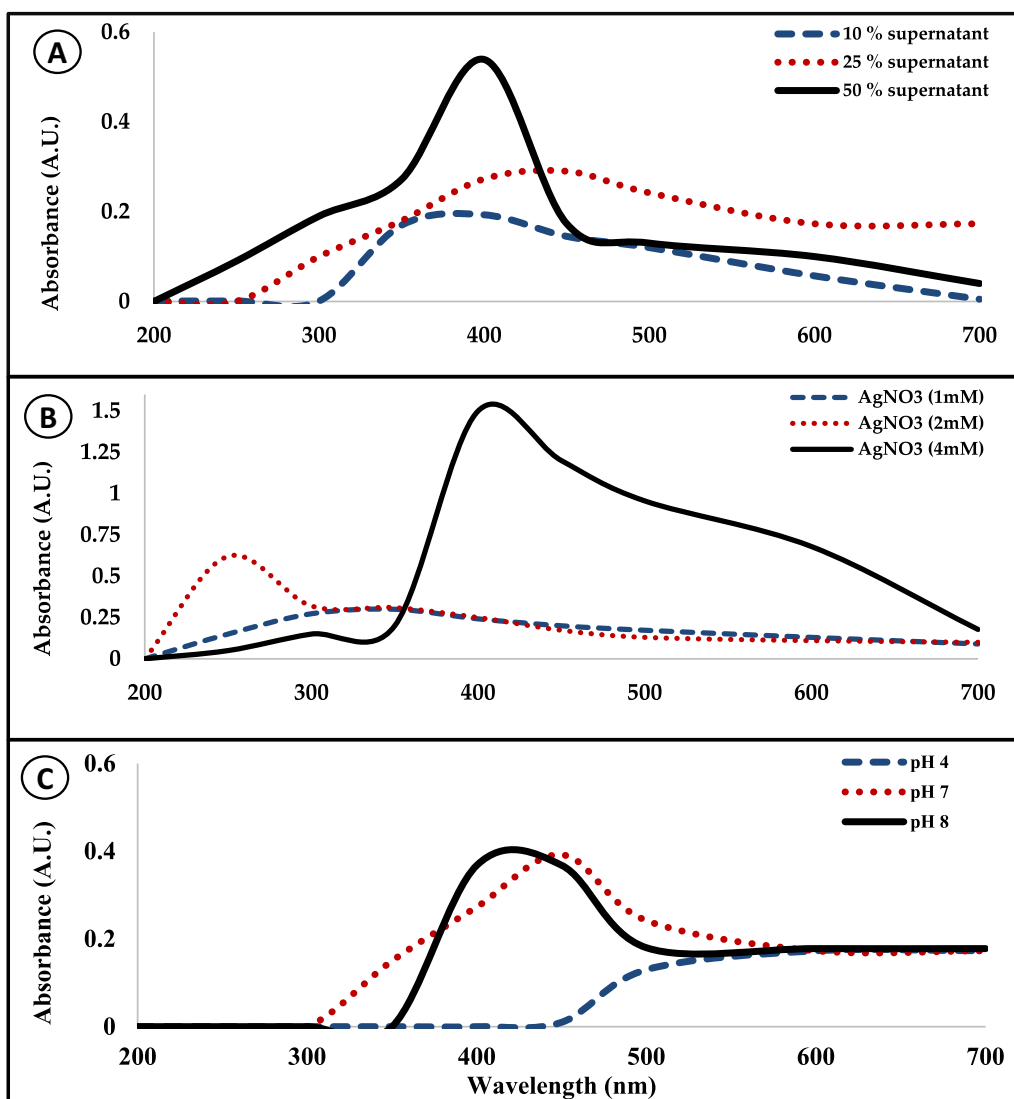 A
0.6
0.4
0.2
0
Absorbance (A.U.)
10 % supernatant
25 % supernatant
50 % supernatant
200 300 400 500 600 700
B
1.5
1.25
1
0.75
0.5
0.25
0
Absorbance (A.U.)
AgNO3 (1mM)
AgNO3 (2mM)
AgNO3 (4mM)
200 300 400 500 600 700
C
0.6
0.4
0.2
0
Absorbance (A.U.)
pH 4
pH 7
pH 8
200 300 400 500 600 700
Wavelength (nm)